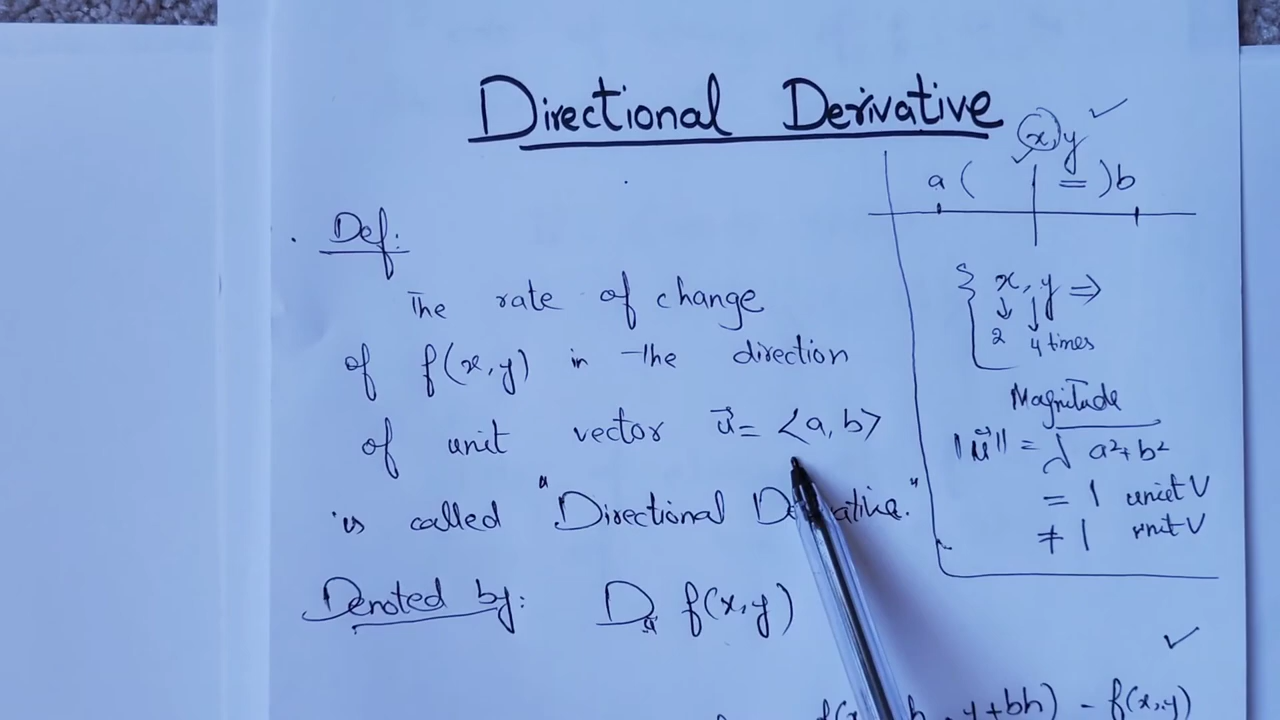 Directional Derivative
x, y ✓
a ( = ) b
Def:
The rate of change
of f(x,y) in the direction
of unit vector u⃗ = <a, b>
is called "Directional Derivative."
Denoted by: D f(x,y)
x, y ⇒
↓ ↓
2 4 times
Magnitude
||u⃗|| = √ a²+b²
= 1 unit V
≠ 1 unit V
y+bh) - f(x,y)